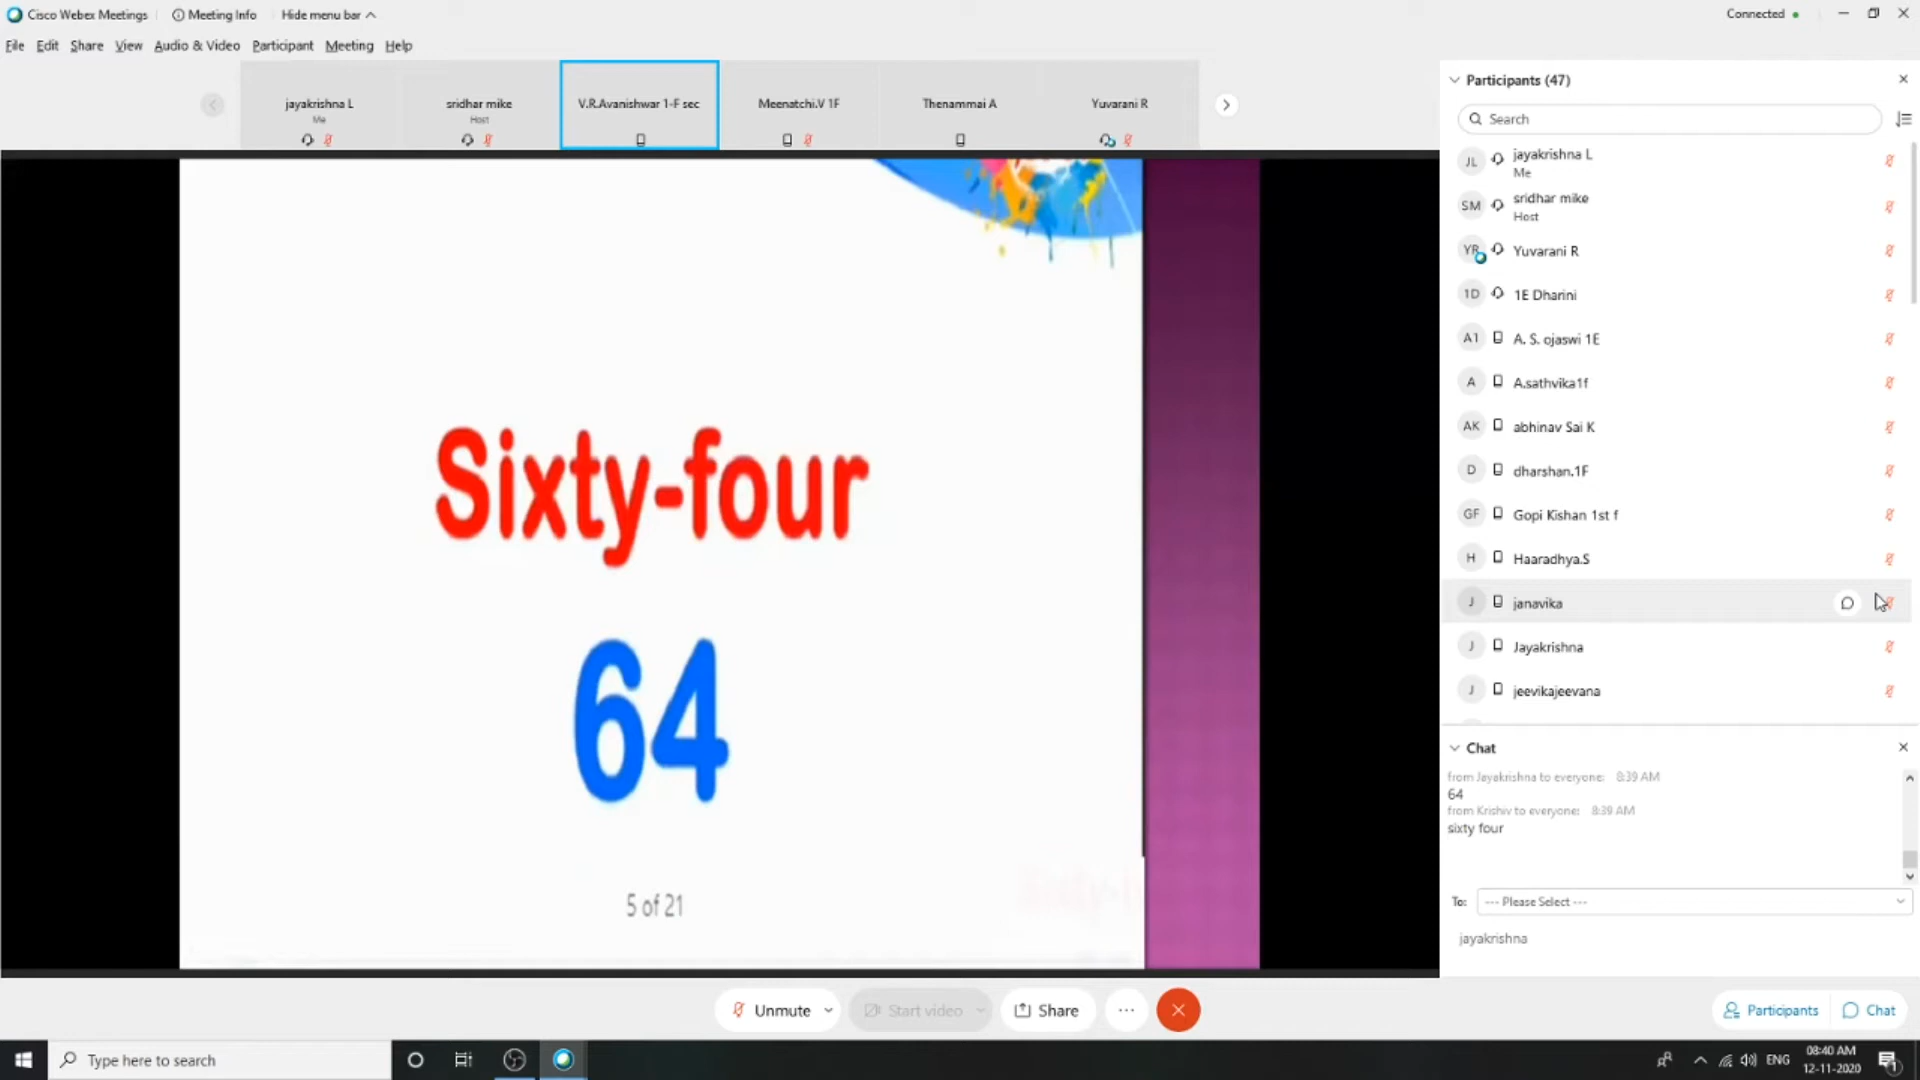 Cisco Webex Meetings
Meeting Info
Hide menu bar
Connected
File Edit Share View Audio & Video Participant Meeting Help
jayakrishna L
Me
sridhar mike
Host
V.R.Avanishwar 1-F sec
Meenatchi.V 1F
Thenammai A
Yuvarani R
Sixty-four
64
5 of 21
Participants (47)
Search
JL jayakrishna L
Me
SM sridhar mike
Host
YR Yuvarani R
1D 1E Dharini
A1 A. S. ojaswi 1E
A A.sathvika1f
AK abhinav Sai K
D dharshan.1F
GF Gopi Kishan 1st f
H Haaradhya.S
J janavika
J Jayakrishna
J jeevikajeevana
Chat
from Jayakrishna to everyone: 8:39 AM
64
from Krishiv to everyone: 8:39 AM
sixty four
To: --- Please Select ---
jayakrishna
Unmute
Start video
Share
Participants
Chat
Type here to search
ENG
08:40 AM
12-11-2020
1